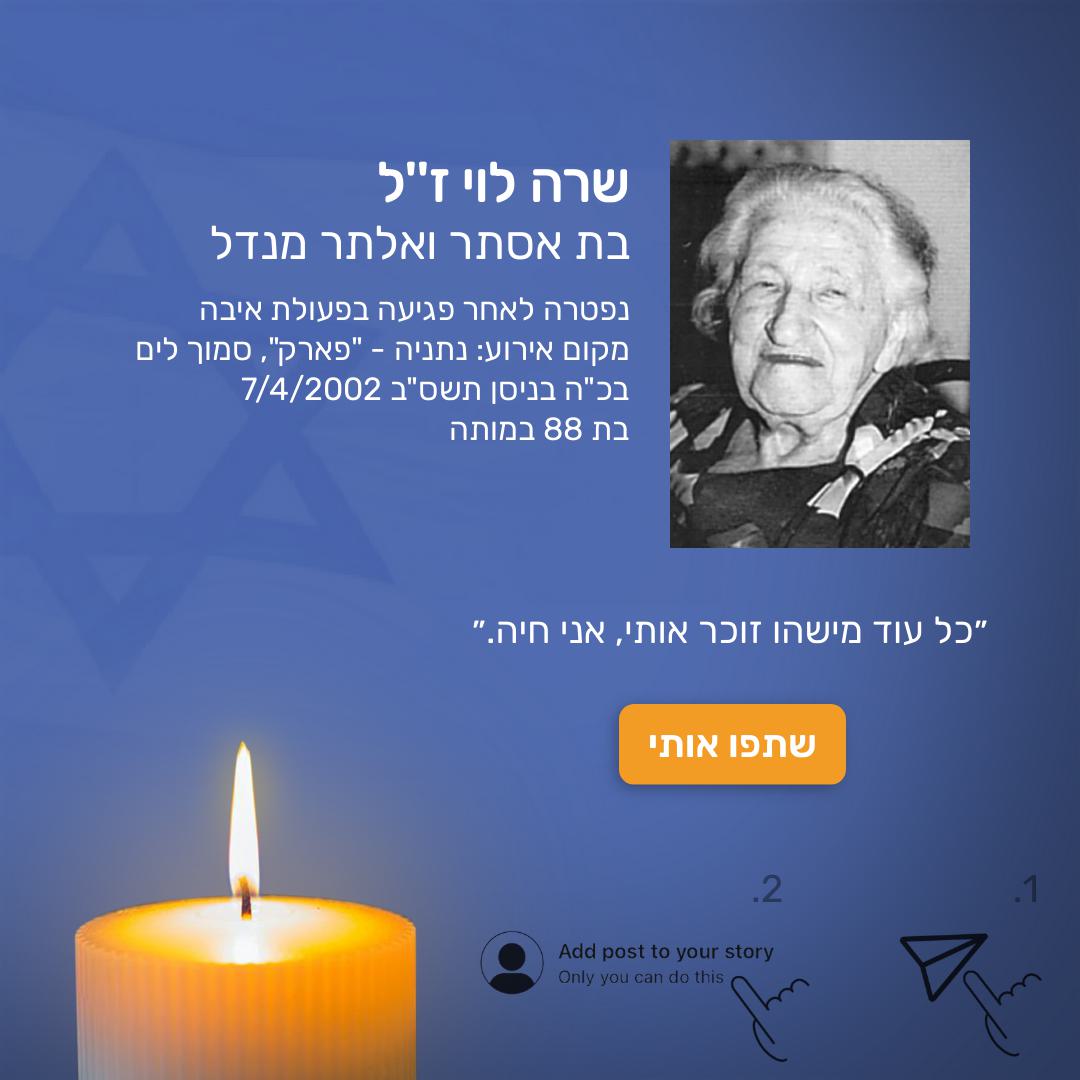 שרה לוי ז"ל
בת אסתר ואלתר מנדל
נפטרה לאחר פגיעה בפעולת איבה
מקום אירוע: נתניה - "פארק", סמוך לים
בכ"ה בניסן תשס"ב 7/4/2002
בת 88 במותה
״כל עוד מישהו זוכר אותי, אני חיה.״
שתפו אותי
1.
2.
Add post to your story
Only you can do this